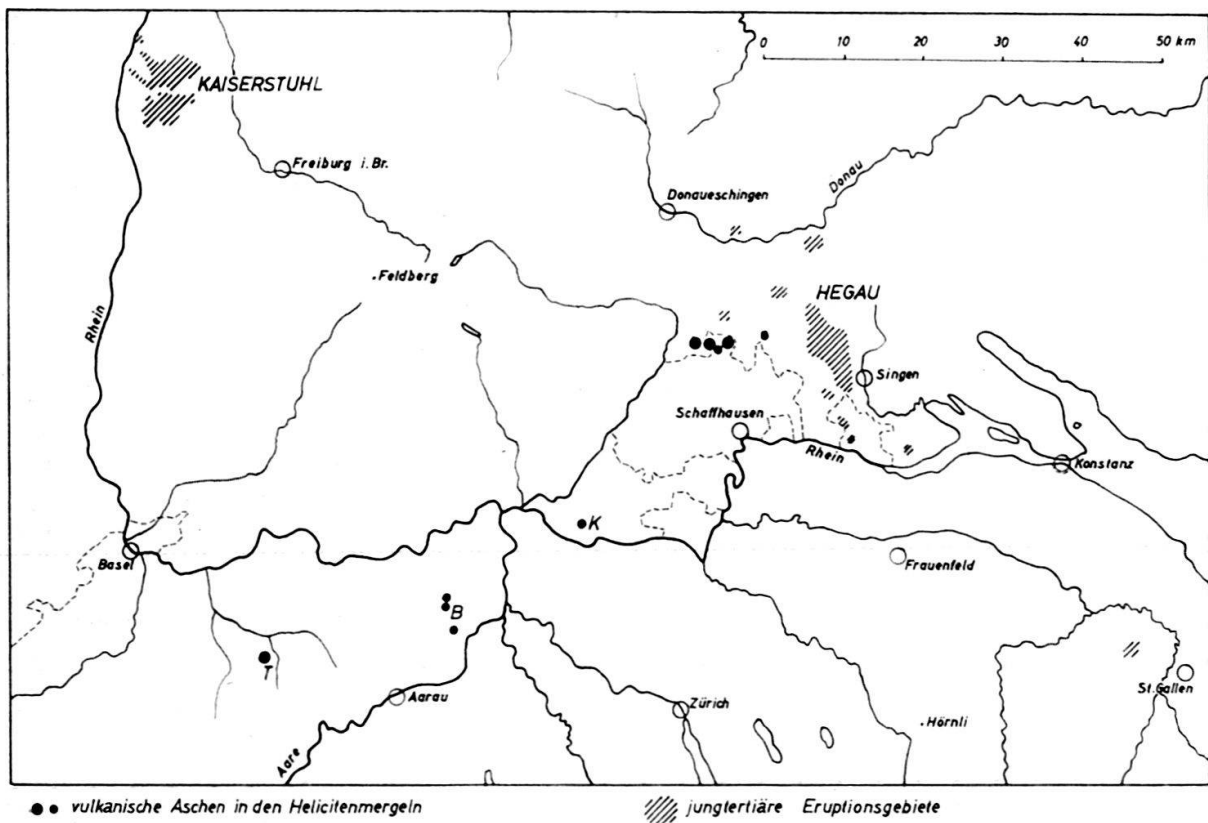 0 10 20 30 40 50 km
KAISERSTUHL
Freiburg i. Br.
Donau
Donaueschingen
Feldberg
HEGAU
Rhein
Singen
Schaffhausen
Rhein
Konstanz
K
Basel
Frauenfeld
B
T
St. Gallen
Aarau
Zürich
Hörnli
Aare
vulkanische Aschen in den Helicitenmergeln
jungtertiäre Eruptionsgebiete